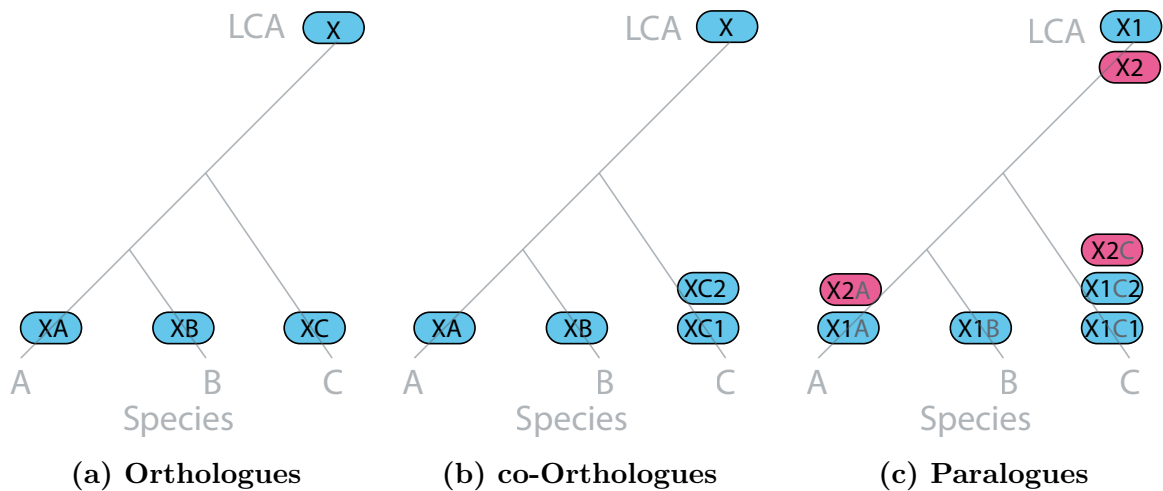 LCA X
XA XB XC
A B C
Species
(a) Orthologues
LCA X
XC2
XA XB XC1
A B C
Species
(b) co-Orthologues
X1
LCA
X2
X2C
X2A X1C2
X1A X1B X1C1
A B C
Species
(c) Paralogues